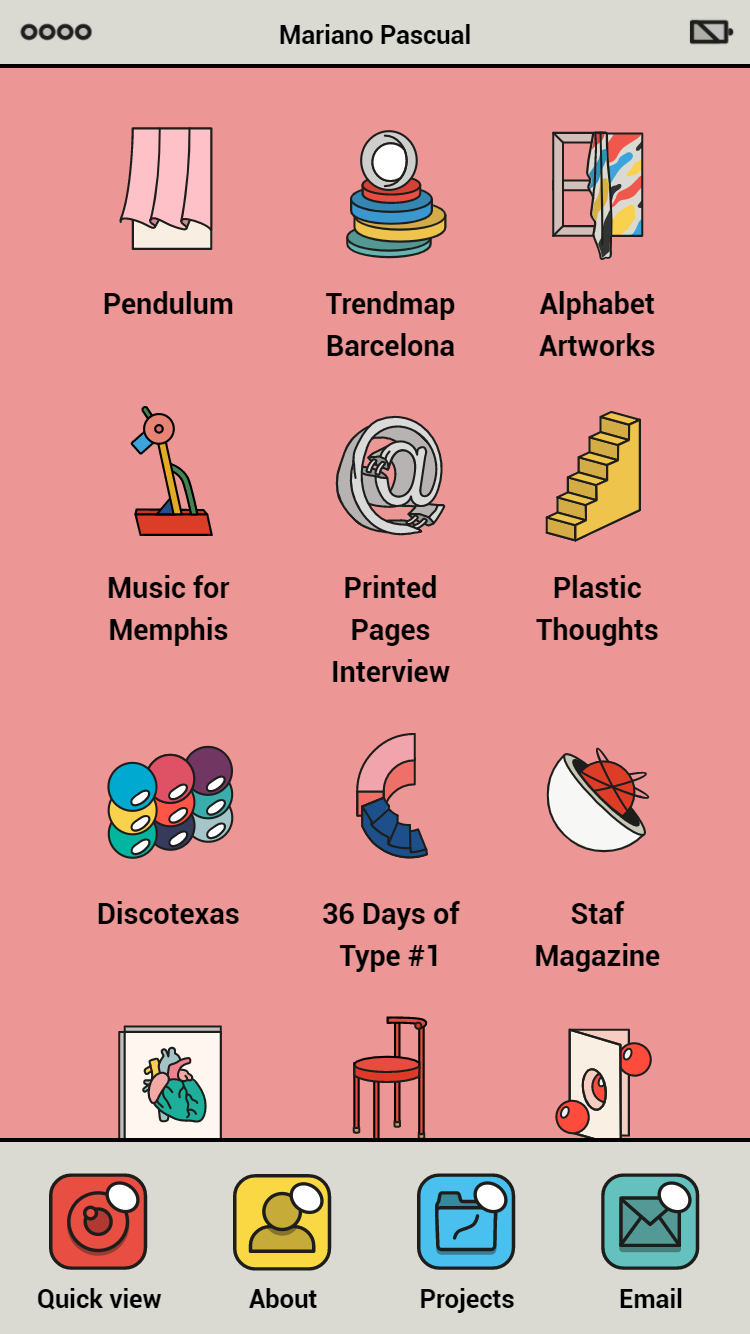 Mariano Pascual
Pendulum
Trendmap
Barcelona
Alphabet
Artworks
Music for
Memphis
Printed
Pages
Interview
Plastic
Thoughts
Discotexas
36 Days of
Type #1
Staf
Magazine
Quick view
About
Projects
Email